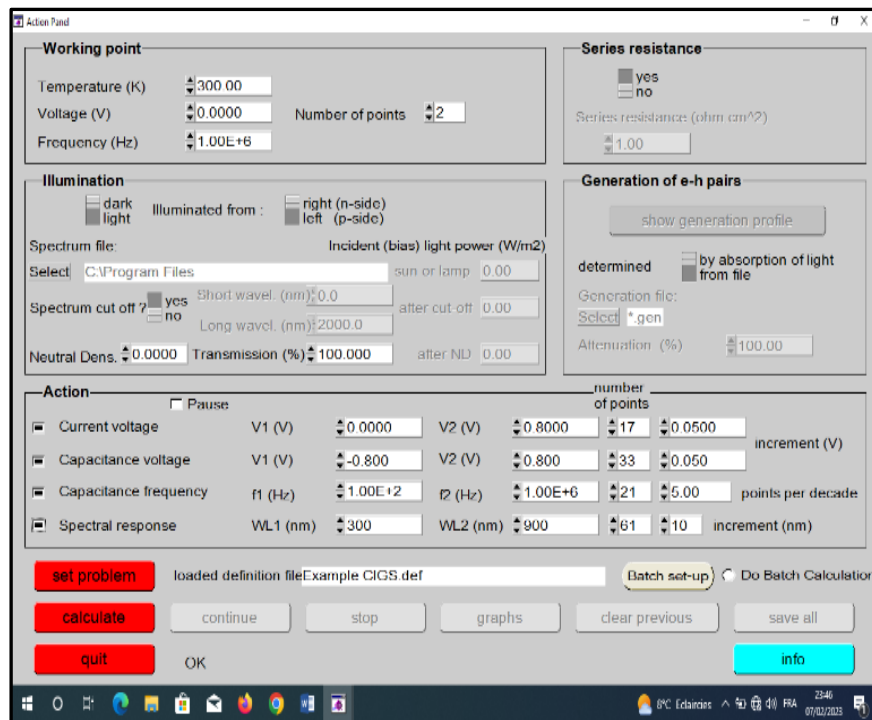 Action Panel
Working point
Temperature (K) 300.00
Voltage (V) 0.0000 Number of points 2
Frequency (Hz) 1.00E+6
Series resistance
yes
no
Series resistance (ohm cm^2)
1.00
Illumination
dark
light
Illuminated from :
right (n-side)
left (p-side)
Spectrum file: Incident (bias) light power (W/m2)
Select C:\Program Files sun or lamp 0.00
Spectrum cut off ? yes
no
Short wavel. (nm) 0.0
Long wavel. (nm) 2000.0
after cut-off 0.00
Neutral Dens. 0.0000 Transmission (%) 100.000 after ND 0.00
Generation of e-h pairs
show generation profile
determined
by absorption of light
from file
Generation file:
Select *.gen
Attenuation (%) 100.00
Action
Pause
number
of points
Current voltage V1 (V) 0.0000 V2 (V) 0.8000 17 0.0500
increment (V)
Capacitance voltage V1 (V) -0.800 V2 (V) 0.800 33 0.050
Capacitance frequency f1 (Hz) 1.00E+2 f2 (Hz) 1.00E+6 21 5.00 points per decade
Spectral response WL1 (nm) 300 WL2 (nm) 900 61 10 increment (nm)
set problem loaded definition file Example CIGS.def Batch set-up Do Batch Calculation
calculate continue stop graphs clear previous save all
quit OK info
8°C Eclaircies FRA 23:46
07/02/2023